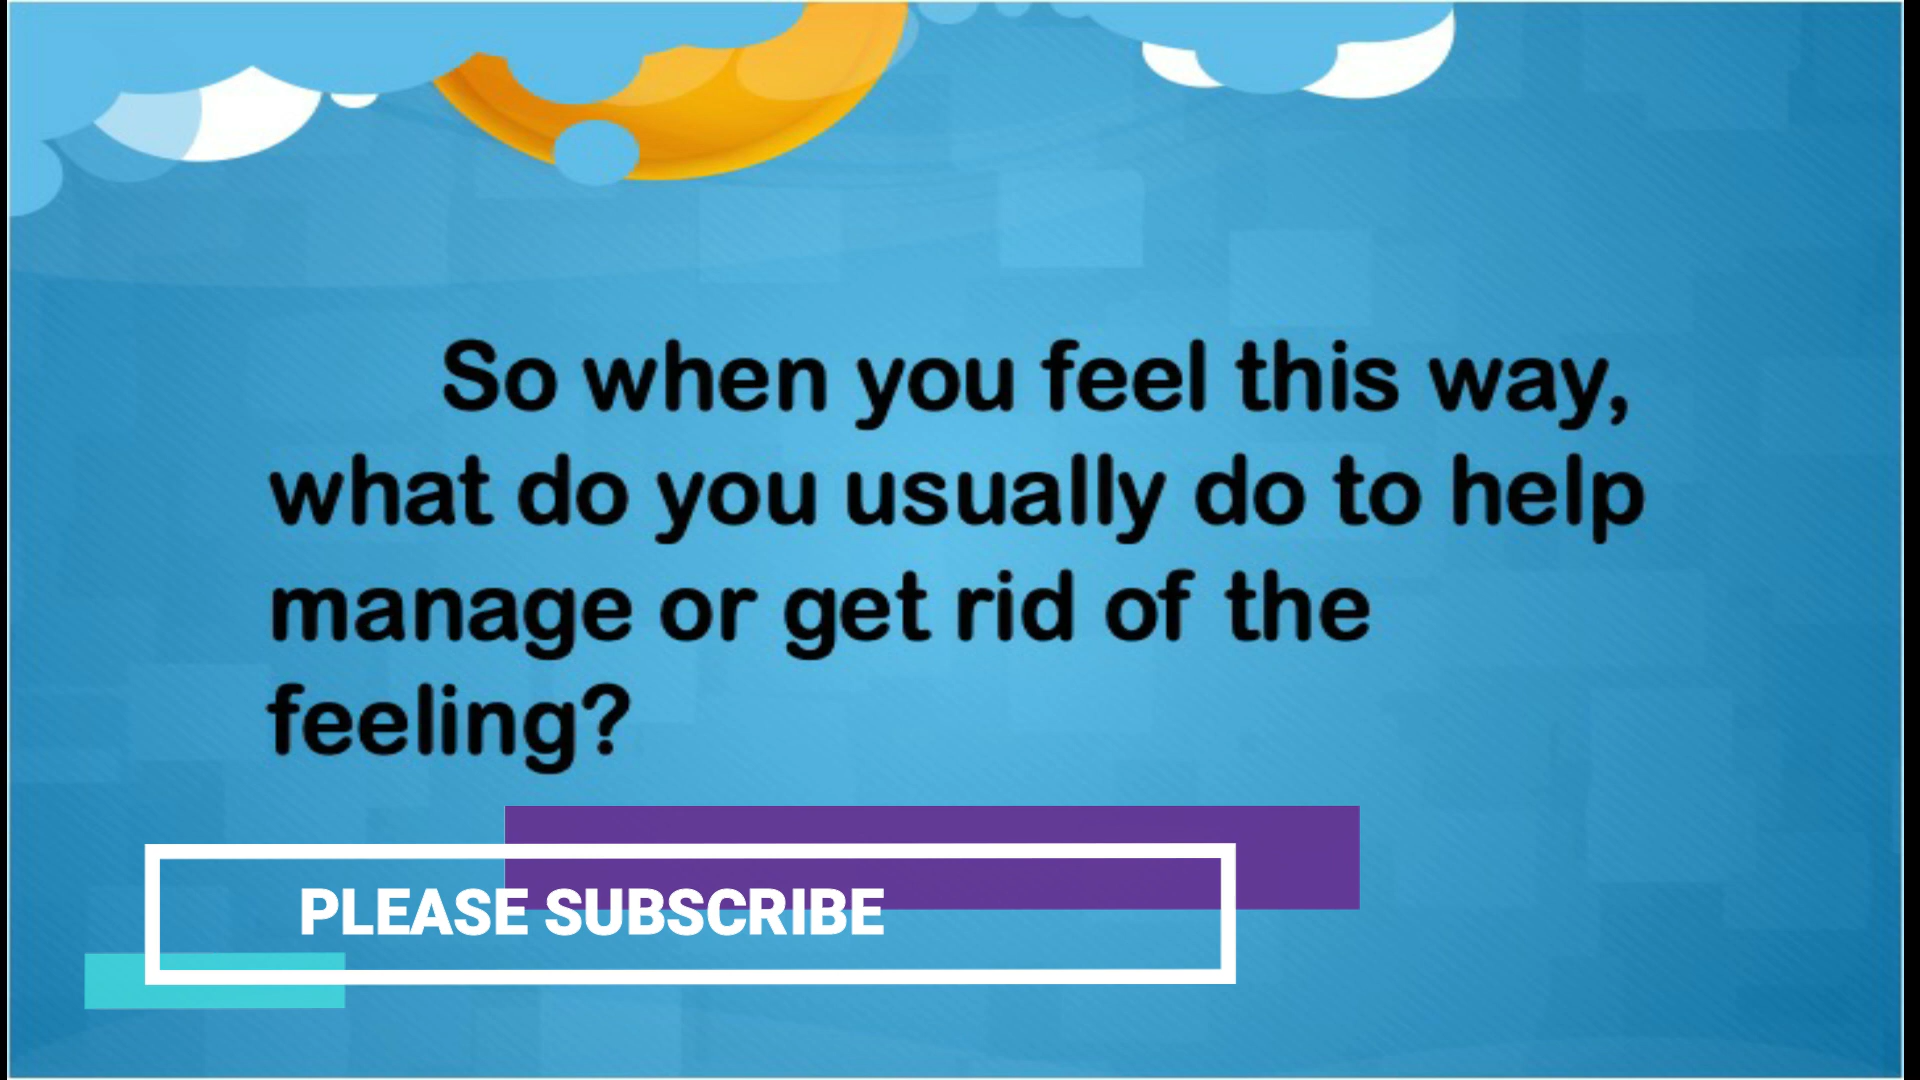 So when you feel this way,
what do you usually do to help
manage or get rid of the
feeling?
PLEASE SUBSCRIBE